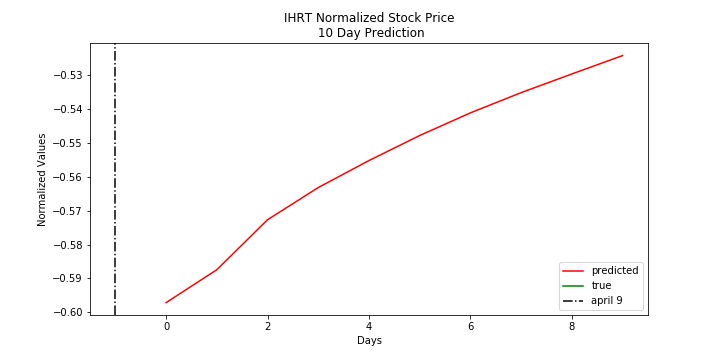 IHRT Normalized Stock Price
10 Day Prediction
Normalized Values
−0.53
−0.54
−0.55
−0.56
−0.57
−0.58
−0.59
−0.60
0 2 4 6 8
Days
predicted
true
april 9